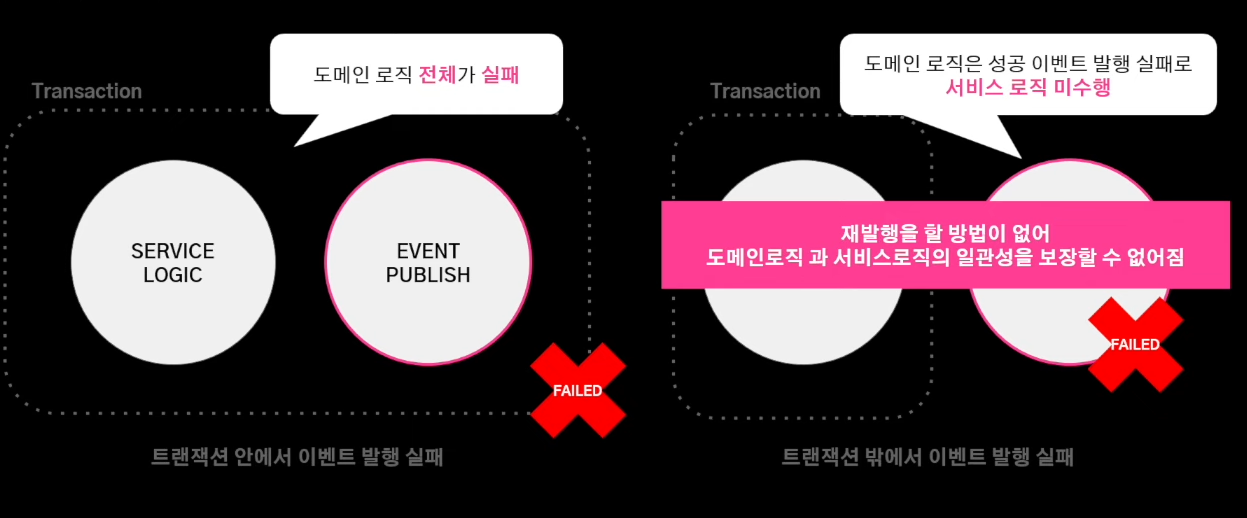 Transaction
도메인 로직 전체가 실패
SERVICE
LOGIC
EVENT
PUBLISH
FAILED
트랜잭션 안에서 이벤트 발행 실패
Transaction
도메인 로직은 성공 이벤트 발행 실패로
서비스 로직 미수행
재발행을 할 방법이 없어
도메인로직 과 서비스로직의 일관성을 보장할 수 없어짐
FAILED
트랜잭션 밖에서 이벤트 발행 실패